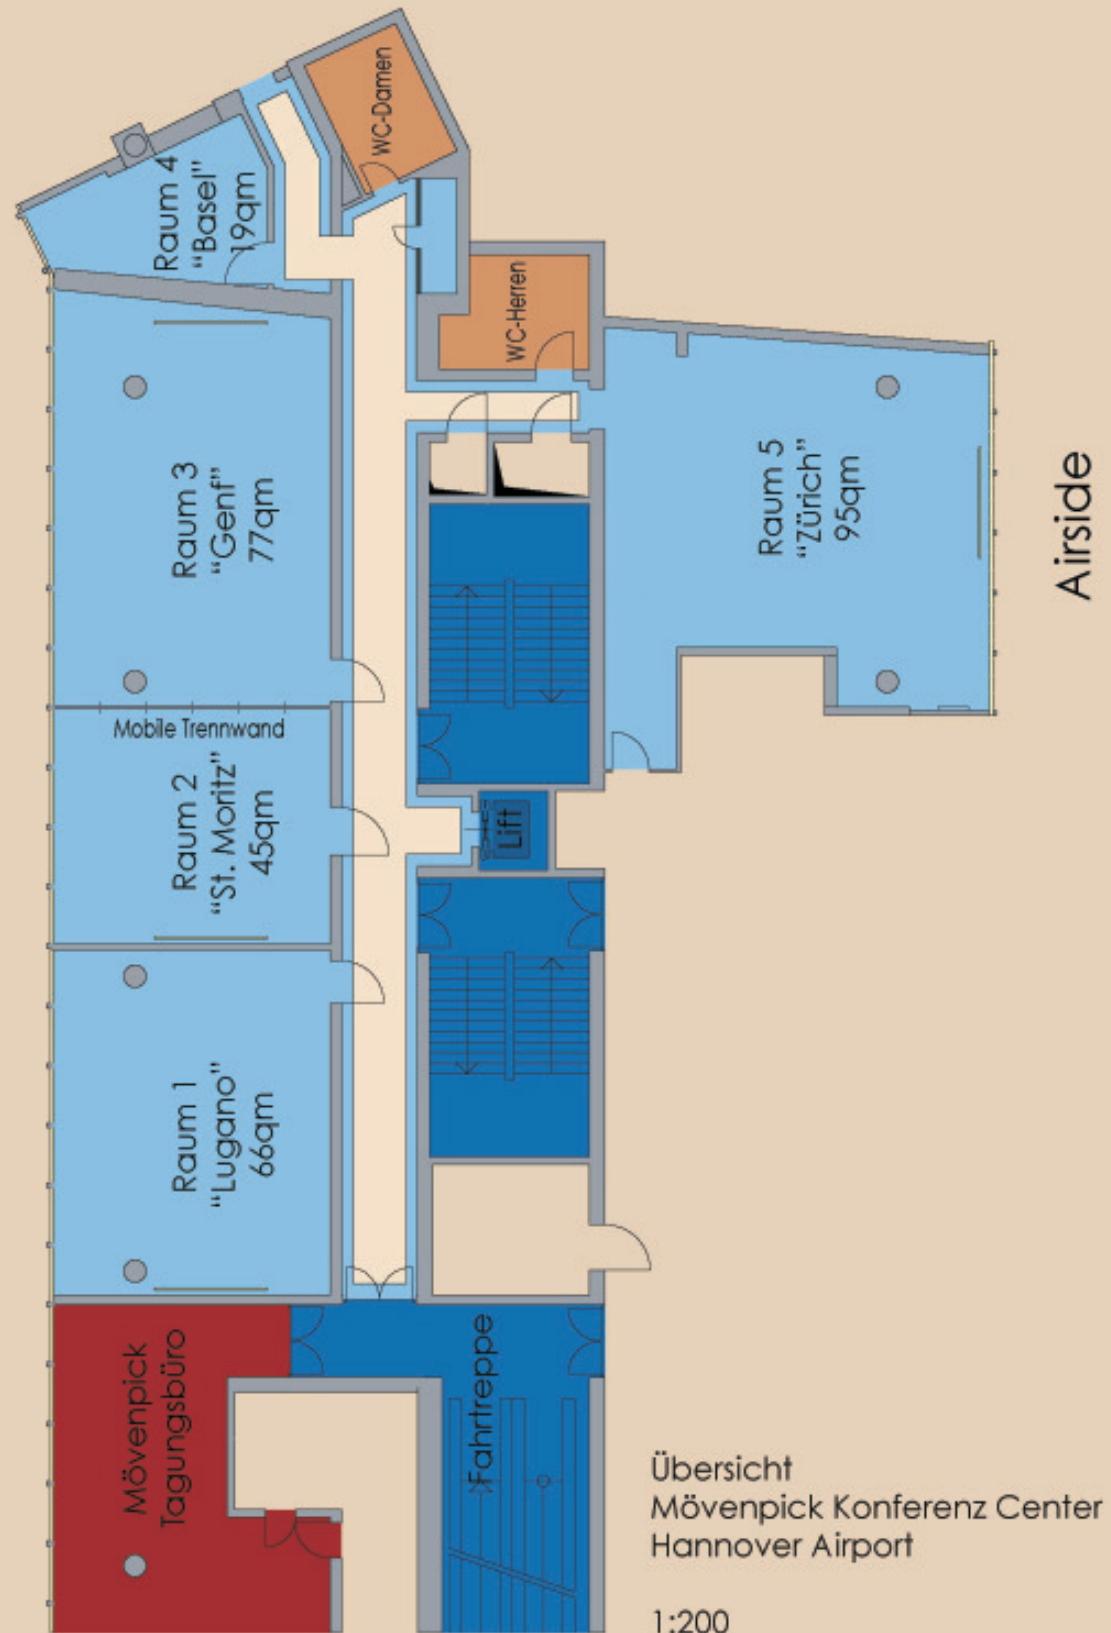 WC-Damen
Raum 4
“Basel”
19qm
WC-Herren
Raum 3
“Genf”
77qm
Raum 5
“Zürich”
95qm
Airside
Mobile Trennwand
Raum 2
“St. Moritz”
45qm
Lift
Raum 1
“Lugano”
66qm
Mövenpick
Tagungsbüro
Fahrtreppe
Übersicht
Mövenpick Konferenz Center
Hannover Airport
1:200